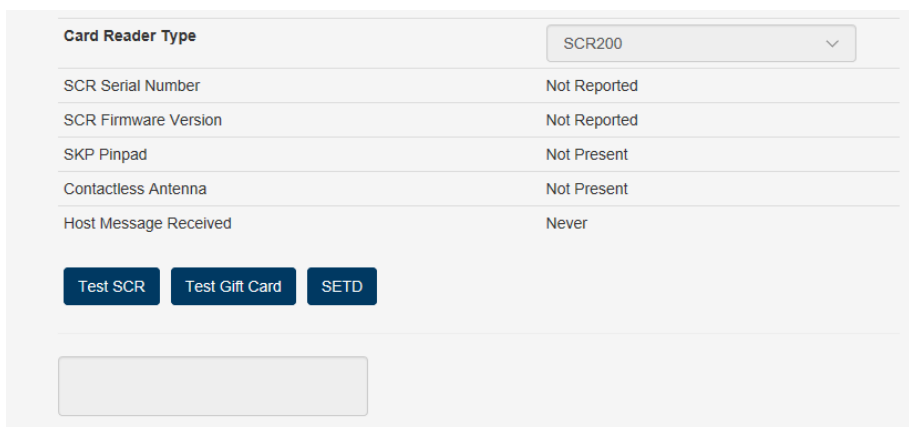 Card Reader Type SCR200
SCR Serial Number Not Reported
SCR Firmware Version Not Reported
SKP Pinpad Not Present
Contactless Antenna Not Present
Host Message Received Never
Test SCR Test Gift Card SETD